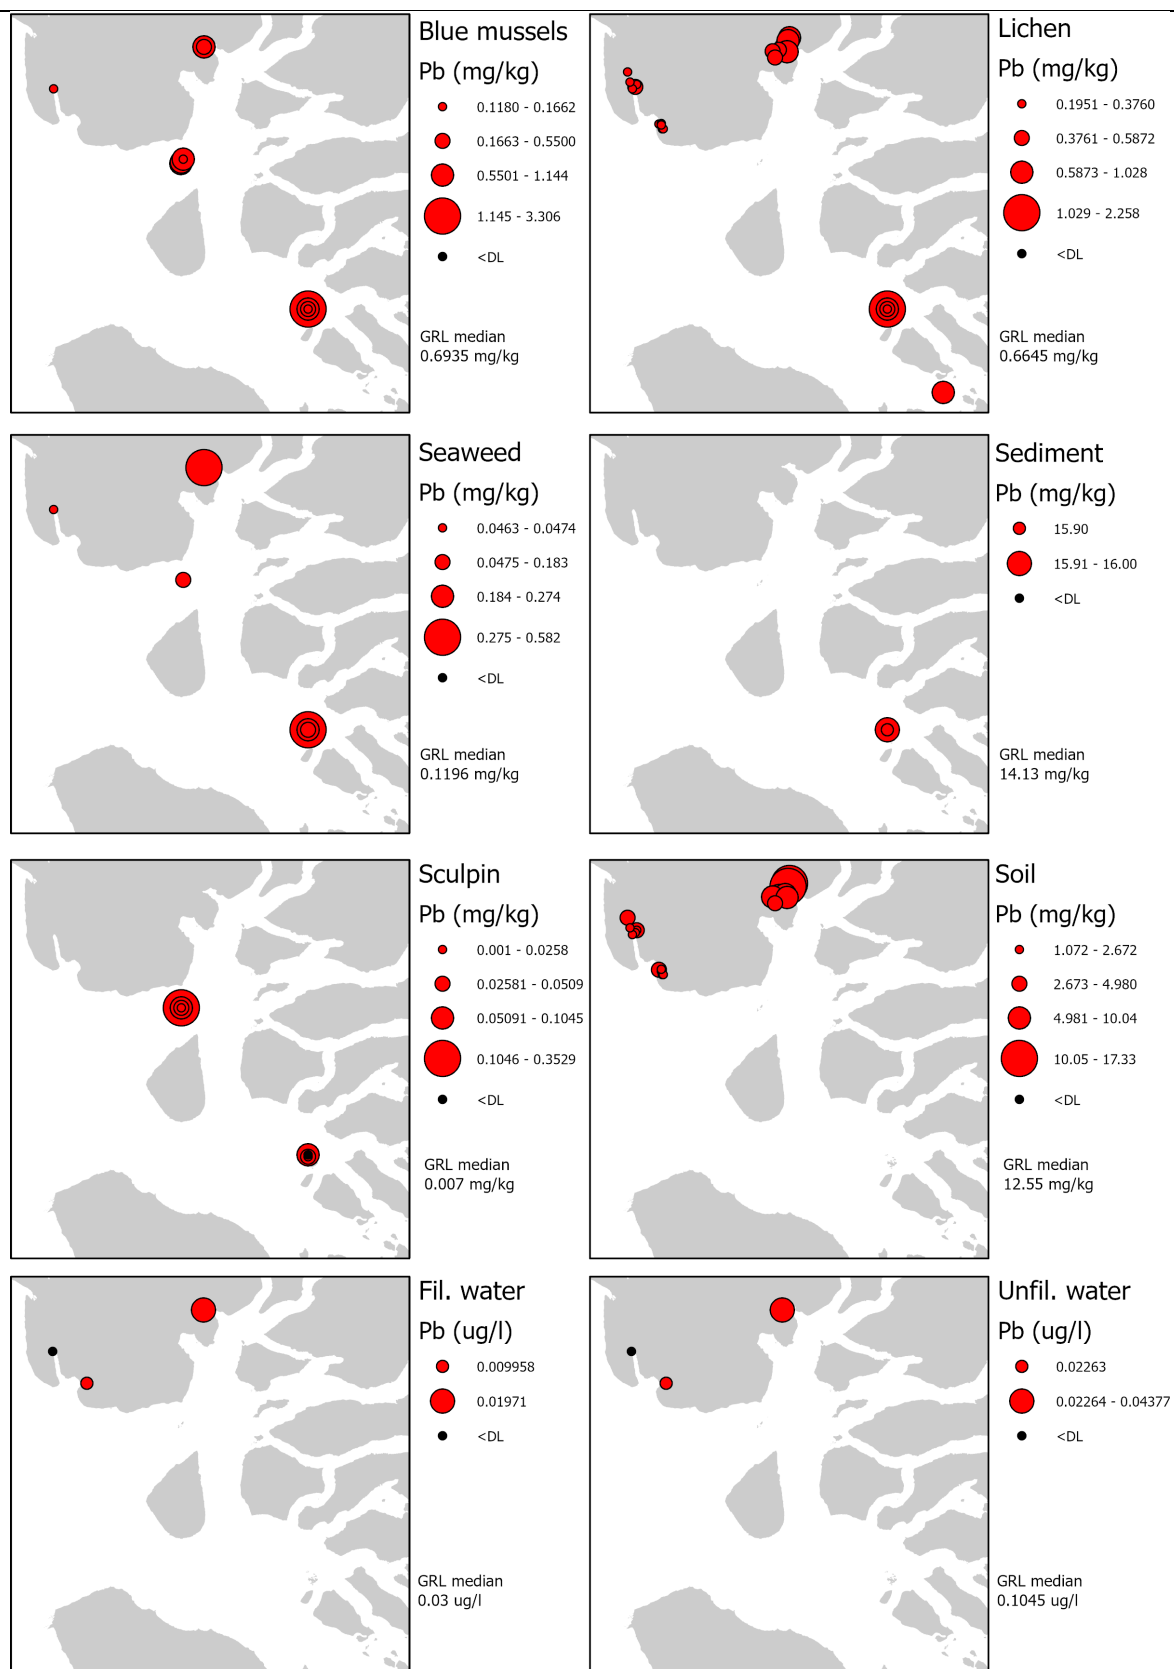 Blue mussels
Pb (mg/kg)
0.1180 - 0.1662
0.1663 - 0.5500
0.5501 - 1.144
1.145 - 3.306
<DL
GRL median
0.6935 mg/kg
Lichen
Pb (mg/kg)
0.1951 - 0.3760
0.3761 - 0.5872
0.5873 - 1.028
1.029 - 2.258
<DL
GRL median
0.6645 mg/kg
Seaweed
Pb (mg/kg)
0.0463 - 0.0474
0.0475 - 0.183
0.184 - 0.274
0.275 - 0.582
<DL
GRL median
0.1196 mg/kg
Sediment
Pb (mg/kg)
15.90
15.91 - 16.00
<DL
GRL median
14.13 mg/kg
Sculpin
Pb (mg/kg)
0.001 - 0.0258
0.02581 - 0.0509
0.05091 - 0.1045
0.1046 - 0.3529
<DL
GRL median
0.007 mg/kg
Soil
Pb (mg/kg)
1.072 - 2.672
2.673 - 4.980
4.981 - 10.04
10.05 - 17.33
<DL
GRL median
12.55 mg/kg
Fil. water
Pb (ug/l)
0.009958
0.01971
<DL
GRL median
0.03 ug/l
Unfil. water
Pb (ug/l)
0.02263
0.02264 - 0.04377
<DL
GRL median
0.1045 ug/l